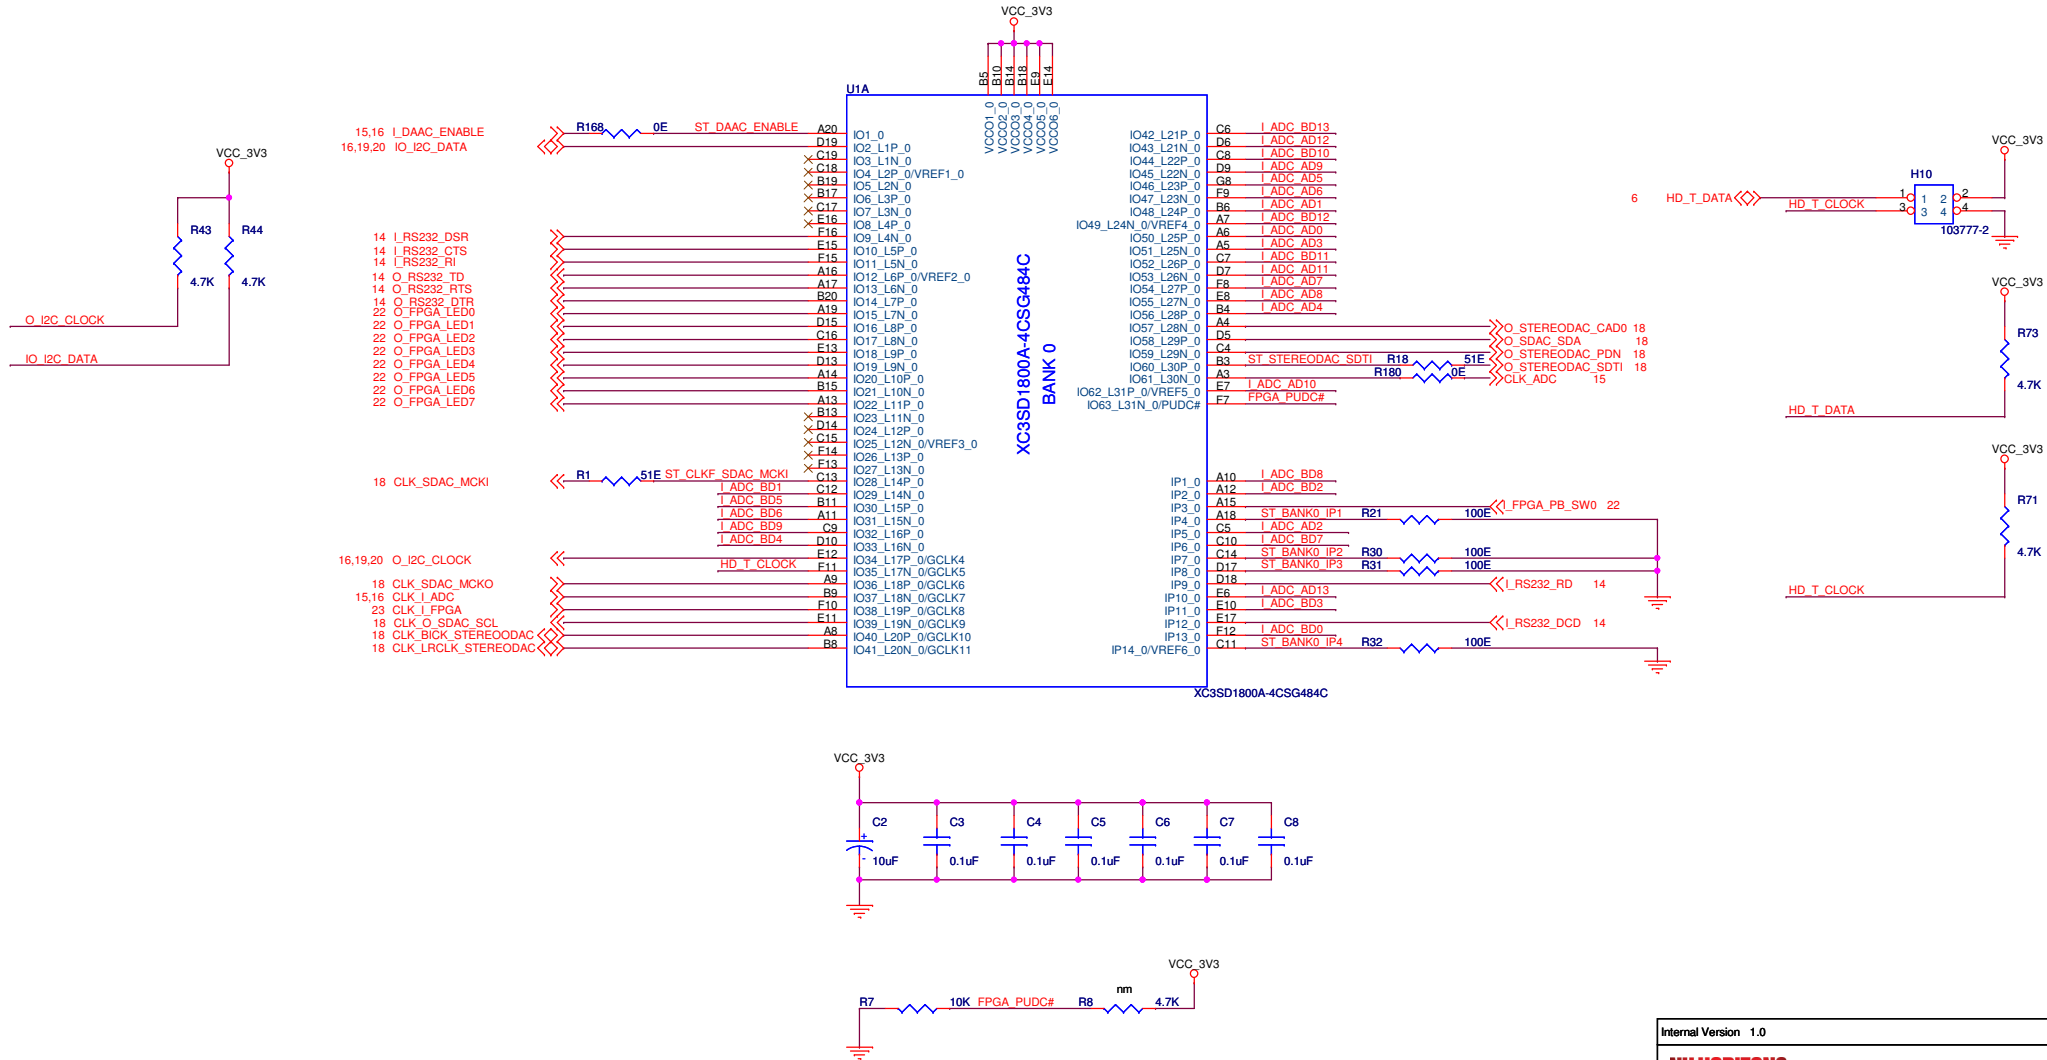 VCC_3V3
B5 B10 B14 B18 E9 E14
U1A
VCCO1_0 VCCO2_0 VCCO3_0 VCCO4_0 VCCO5_0 VCCO6_0
XC3SD1800A-4CSG484C
BANK 0
15,16 I_DAAC_ENABLE R168 0E ST_DAAC_ENABLE A20 IO1_0
16,19,20 IO_I2C_DATA D19 IO2_L1P_0
C19 IO3_L1N_0
C18 IO4_L2P_0/VREF1_0
B19 IO5_L2N_0
B17 IO6_L3P_0
C17 IO7_L3N_0
E16 IO8_L4P_0
14 I_RS232_DSR F16 IO9_L4N_0
14 I_RS232_CTS E15 IO10_L5P_0
14 I_RS232_RI F15 IO11_L5N_0
14 O_RS232_TD A16 IO12_L6P_0/VREF2_0
14 O_RS232_RTS A17 IO13_L6N_0
14 O_RS232_DTR B20 IO14_L7P_0
22 O_FPGA_LED0 A19 IO15_L7N_0
22 O_FPGA_LED1 D15 IO16_L8P_0
22 O_FPGA_LED2 C16 IO17_L8N_0
22 O_FPGA_LED3 E13 IO18_L9P_0
22 O_FPGA_LED4 D13 IO19_L9N_0
22 O_FPGA_LED5 A14 IO20_L10P_0
22 O_FPGA_LED6 B15 IO21_L10N_0
22 O_FPGA_LED7 A13 IO22_L11P_0
B13 IO23_L11N_0
D14 IO24_L12P_0
C15 IO25_L12N_0/VREF3_0
F14 IO26_L13P_0
F13 IO27_L13N_0
18 CLK_SDAC_MCKI R1 51E ST_CLKF_SDAC_MCKI C13 IO28_L14P_0
I_ADC_BD1 C12 IO29_L14N_0
I_ADC_BD5 B11 IO30_L15P_0
I_ADC_BD6 A11 IO31_L15N_0
I_ADC_BD9 C9 IO32_L16P_0
I_ADC_BD4 D10 IO33_L16N_0
16,19,20 O_I2C_CLOCK E12 IO34_L17P_0/GCLK4
HD_T_CLOCK F11 IO35_L17N_0/GCLK5
18 CLK_SDAC_MCKO A9 IO36_L18P_0/GCLK6
15,16 CLK_I_ADC B9 IO37_L18N_0/GCLK7
23 CLK_I_FPGA F10 IO38_L19P_0/GCLK8
18 CLK_O_SDAC_SCL E11 IO39_L19N_0/GCLK9
18 CLK_BICK_STEREOODAC A8 IO40_L20P_0/GCLK10
18 CLK_LRCLK_STEREODAC B8 IO41_L20N_0/GCLK11
IO42_L21P_0 C6 I_ADC_BD13
IO43_L21N_0 D6 I_ADC_AD12
IO44_L22P_0 C8 I_ADC_BD10
IO45_L22N_0 D9 I_ADC_AD9
IO46_L23P_0 G8 I_ADC_AD5
IO47_L23N_0 F9 I_ADC_AD6
IO48_L24P_0 B6 I_ADC_AD1
IO49_L24N_0/VREF4_0 A7 I_ADC_BD12
IO50_L25P_0 A6 I_ADC_AD0
IO51_L25N_0 A5 I_ADC_AD3
IO52_L26P_0 C7 I_ADC_BD11
IO53_L26N_0 D7 I_ADC_AD11
IO54_L27P_0 F8 I_ADC_AD7
IO55_L27N_0 E8 I_ADC_AD8
IO56_L28P_0 B4 I_ADC_AD4
IO57_L28N_0 A4 O_STEREODAC_CAD0 18
IO58_L29P_0 D5 O_SDAC_SDA 18
IO59_L29N_0 C4 O_STEREODAC_PDN 18
IO60_L30P_0 B3 ST_STEREODAC_SDTI R18 51E O_STEREODAC_SDTI 18
IO61_L30N_0 A3 R180 0E CLK_ADC 15
IO62_L31P_0/VREF5_0 E7 I_ADC_AD10
IO63_L31N_0/PUDC# F7 FPGA_PUDC#
IP1_0 A10 I_ADC_BD8
IP2_0 A12 I_ADC_BD2
IP3_0 A15 I_FPGA_PB_SW0 22
IP4_0 A18 ST_BANK0_IP1 R21 100E
IP5_0 C5 I_ADC_AD2
IP6_0 C10 I_ADC_BD7
IP7_0 C14 ST_BANK0_IP2 R30 100E
IP8_0 D17 ST_BANK0_IP3 R31 100E
IP9_0 D18 I_RS232_RD 14
IP10_0 E6 I_ADC_AD13
IP11_0 E10 I_ADC_BD3
IP12_0 E17 I_RS232_DCD 14
IP13_0 F12 I_ADC_BD0
IP14_0/VREF6_0 C11 ST_BANK0_IP4 R32 100E
XC3SD1800A-4CSG484C
VCC_3V3
R43 R44
4.7K 4.7K
O_I2C_CLOCK
IO_I2C_DATA
VCC_3V3
H10
6 HD_T_DATA 1 1 2 2
HD_T_CLOCK 3 3 4 4
103777-2
VCC_3V3
R73
4.7K
HD_T_DATA
VCC_3V3
R71
4.7K
HD_T_CLOCK
VCC_3V3
C2 C3 C4 C5 C6 C7 C8
+
-
10uF 0.1uF 0.1uF 0.1uF 0.1uF 0.1uF 0.1uF
VCC_3V3
nm
R7 10K FPGA_PUDC# R8 4.7K
Internal Version 1.0